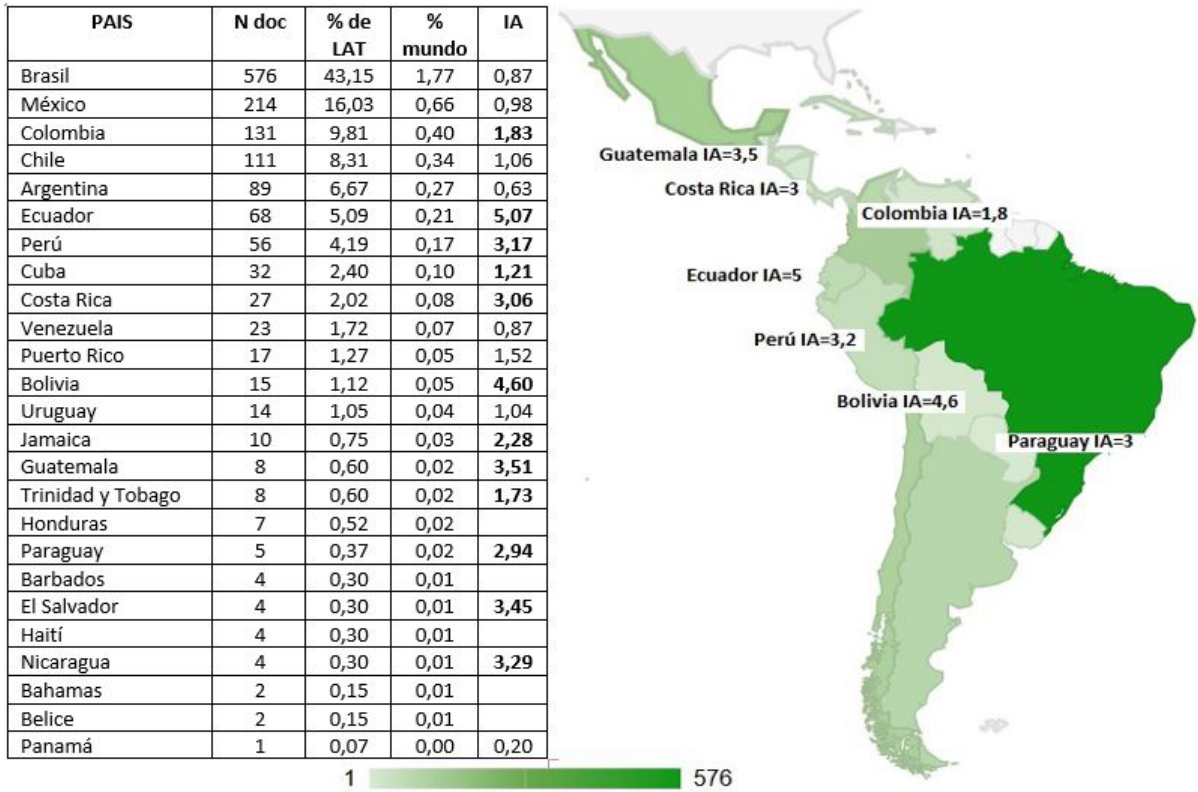 PAIS N doc % de LAT % mundo IA
Brasil 576 43,15 1,77 0,87
México 214 16,03 0,66 0,98
Colombia 131 9,81 0,40 1,83
Chile 111 8,31 0,34 1,06
Argentina 89 6,67 0,27 0,63
Ecuador 68 5,09 0,21 5,07
Perú 56 4,19 0,17 3,17
Cuba 32 2,40 0,10 1,21
Costa Rica 27 2,02 0,08 3,06
Venezuela 23 1,72 0,07 0,87
Puerto Rico 17 1,27 0,05 1,52
Bolivia 15 1,12 0,05 4,60
Uruguay 14 1,05 0,04 1,04
Jamaica 10 0,75 0,03 2,28
Guatemala 8 0,60 0,02 3,51
Trinidad y Tobago 8 0,60 0,02 1,73
Honduras 7 0,52 0,02
Paraguay 5 0,37 0,02 2,94
Barbados 4 0,30 0,01
El Salvador 4 0,30 0,01 3,45
Haití 4 0,30 0,01
Nicaragua 4 0,30 0,01 3,29
Bahamas 2 0,15 0,01
Belice 2 0,15 0,01
Panamá 1 0,07 0,00 0,20
Guatemala IA=3,5
Costa Rica IA=3
Colombia IA=1,8
Ecuador IA=5
Perú IA=3,2
Bolivia IA=4,6
Paraguay IA=3
1 576